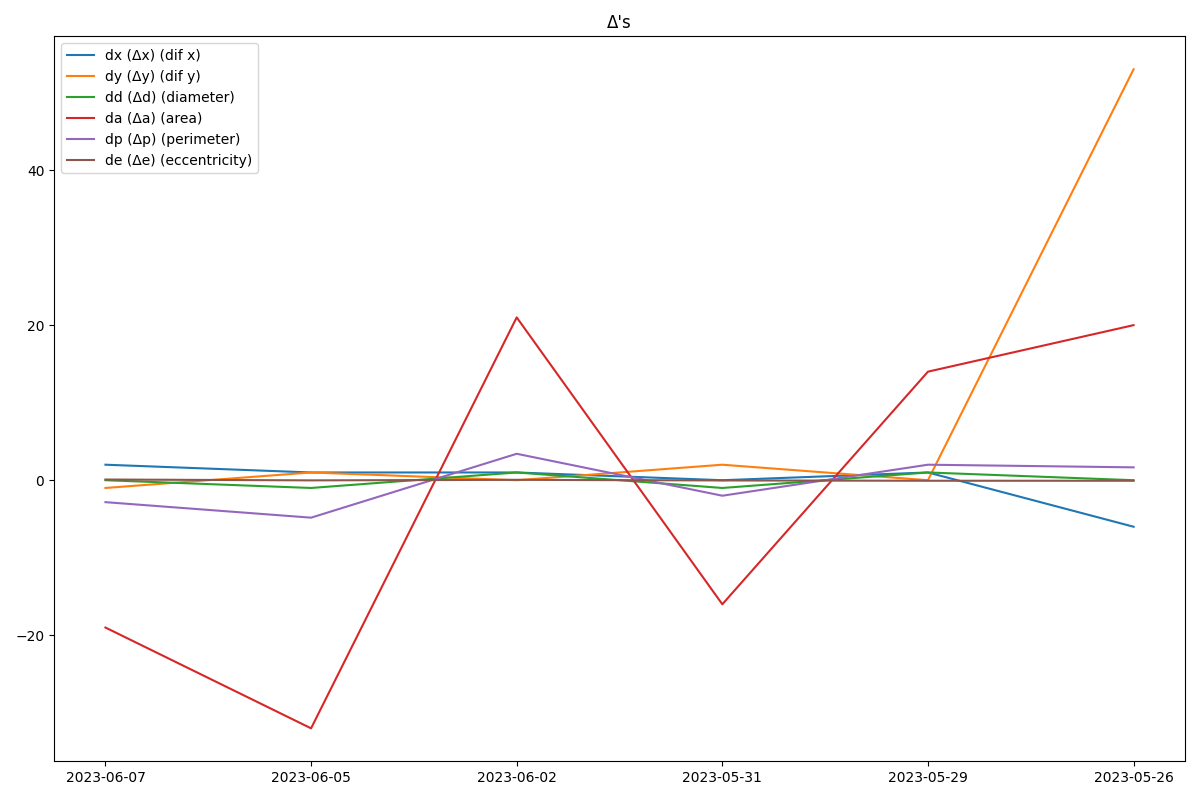 Δ's
dx (Δx) (dif x)
dy (Δy) (dif y)
dd (Δd) (diameter)
da (Δa) (area)
dp (Δp) (perimeter)
de (Δe) (eccentricity)
40
20
0
−20
2023-06-07
2023-06-05
2023-06-02
2023-05-31
2023-05-29
2023-05-26